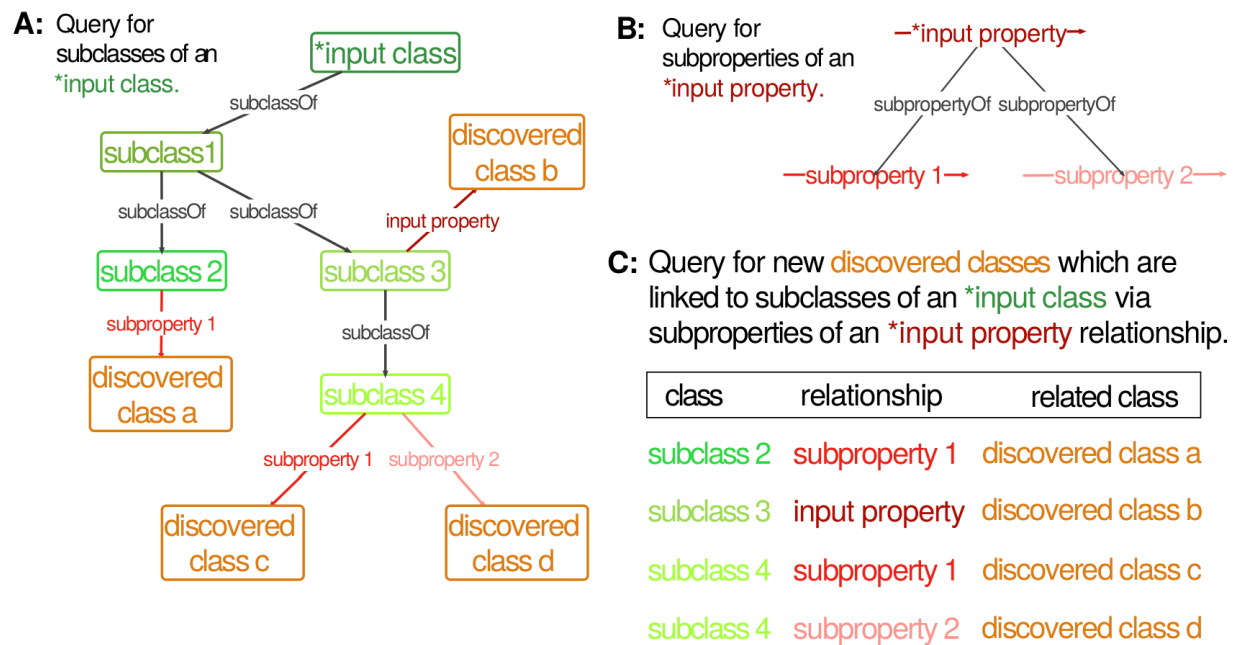 A: Query for
subclasses of an
*input class.
*input class
subclassOf
subclass1
discovered
class b
subclassOf
subclassOf
input property
subclass 2
subclass 3
subproperty 1
subclassOf
discovered
class a
subclass 4
subproperty 1
subproperty 2
discovered
class c
discovered
class d
B: Query for
subproperties of an
*input property.
*input property
subpropertyOf subpropertyOf
subproperty 1
subproperty 2
C: Query for new discovered classes which are
linked to subclasses of an *input class via
subproperties of an *input property relationship.
class relationship related class
subclass 2 subproperty 1 discovered class a
subclass 3 input property discovered class b
subclass 4 subproperty 1 discovered class c
subclass 4 subproperty 2 discovered class d